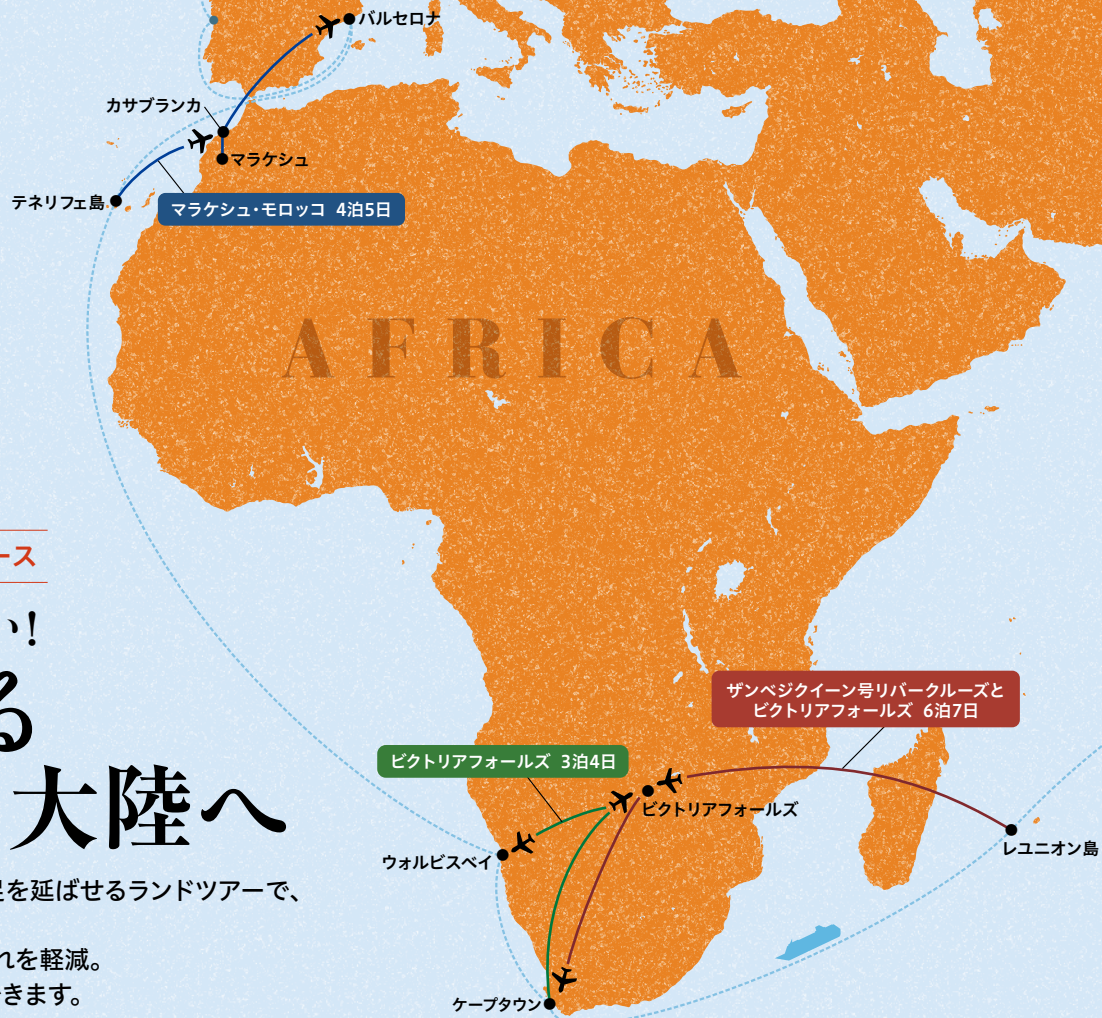 バルセロナ
カサブランカ
マラケシュ
テネリフェ島
マラケシュ・モロッコ 4泊5日
AFRICA
ース
い!
る
大陸へ
足を延ばせるランドツアーで、
れを軽減。
きます。
ザンベジクイーン号リバークルーズと
ビクトリアフォールズ 6泊7日
ビクトリアフォールズ 3泊4日
ビクトリアフォールズ
ウォルビスベイ
レユニオン島
ケープタウン